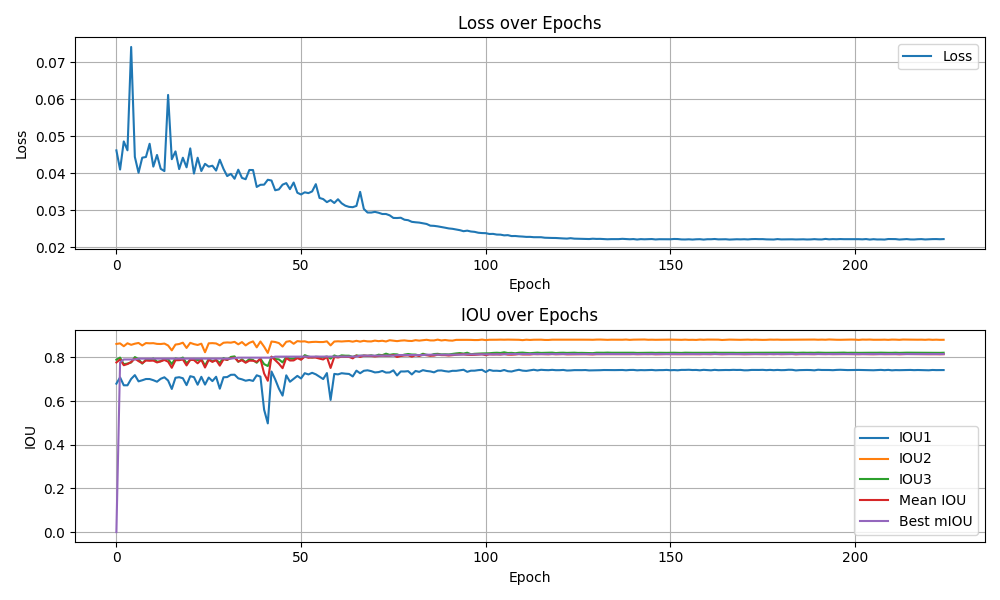 Loss over Epochs
0.07
0.06
0.05
0.04
0.03
0.02
Loss
Loss
0
50
100
150
200
Epoch
IOU over Epochs
0.8
0.6
0.4
0.2
0.0
IOU
IOU1
IOU2
IOU3
Mean IOU
Best mIOU
0
50
100
150
200
Epoch